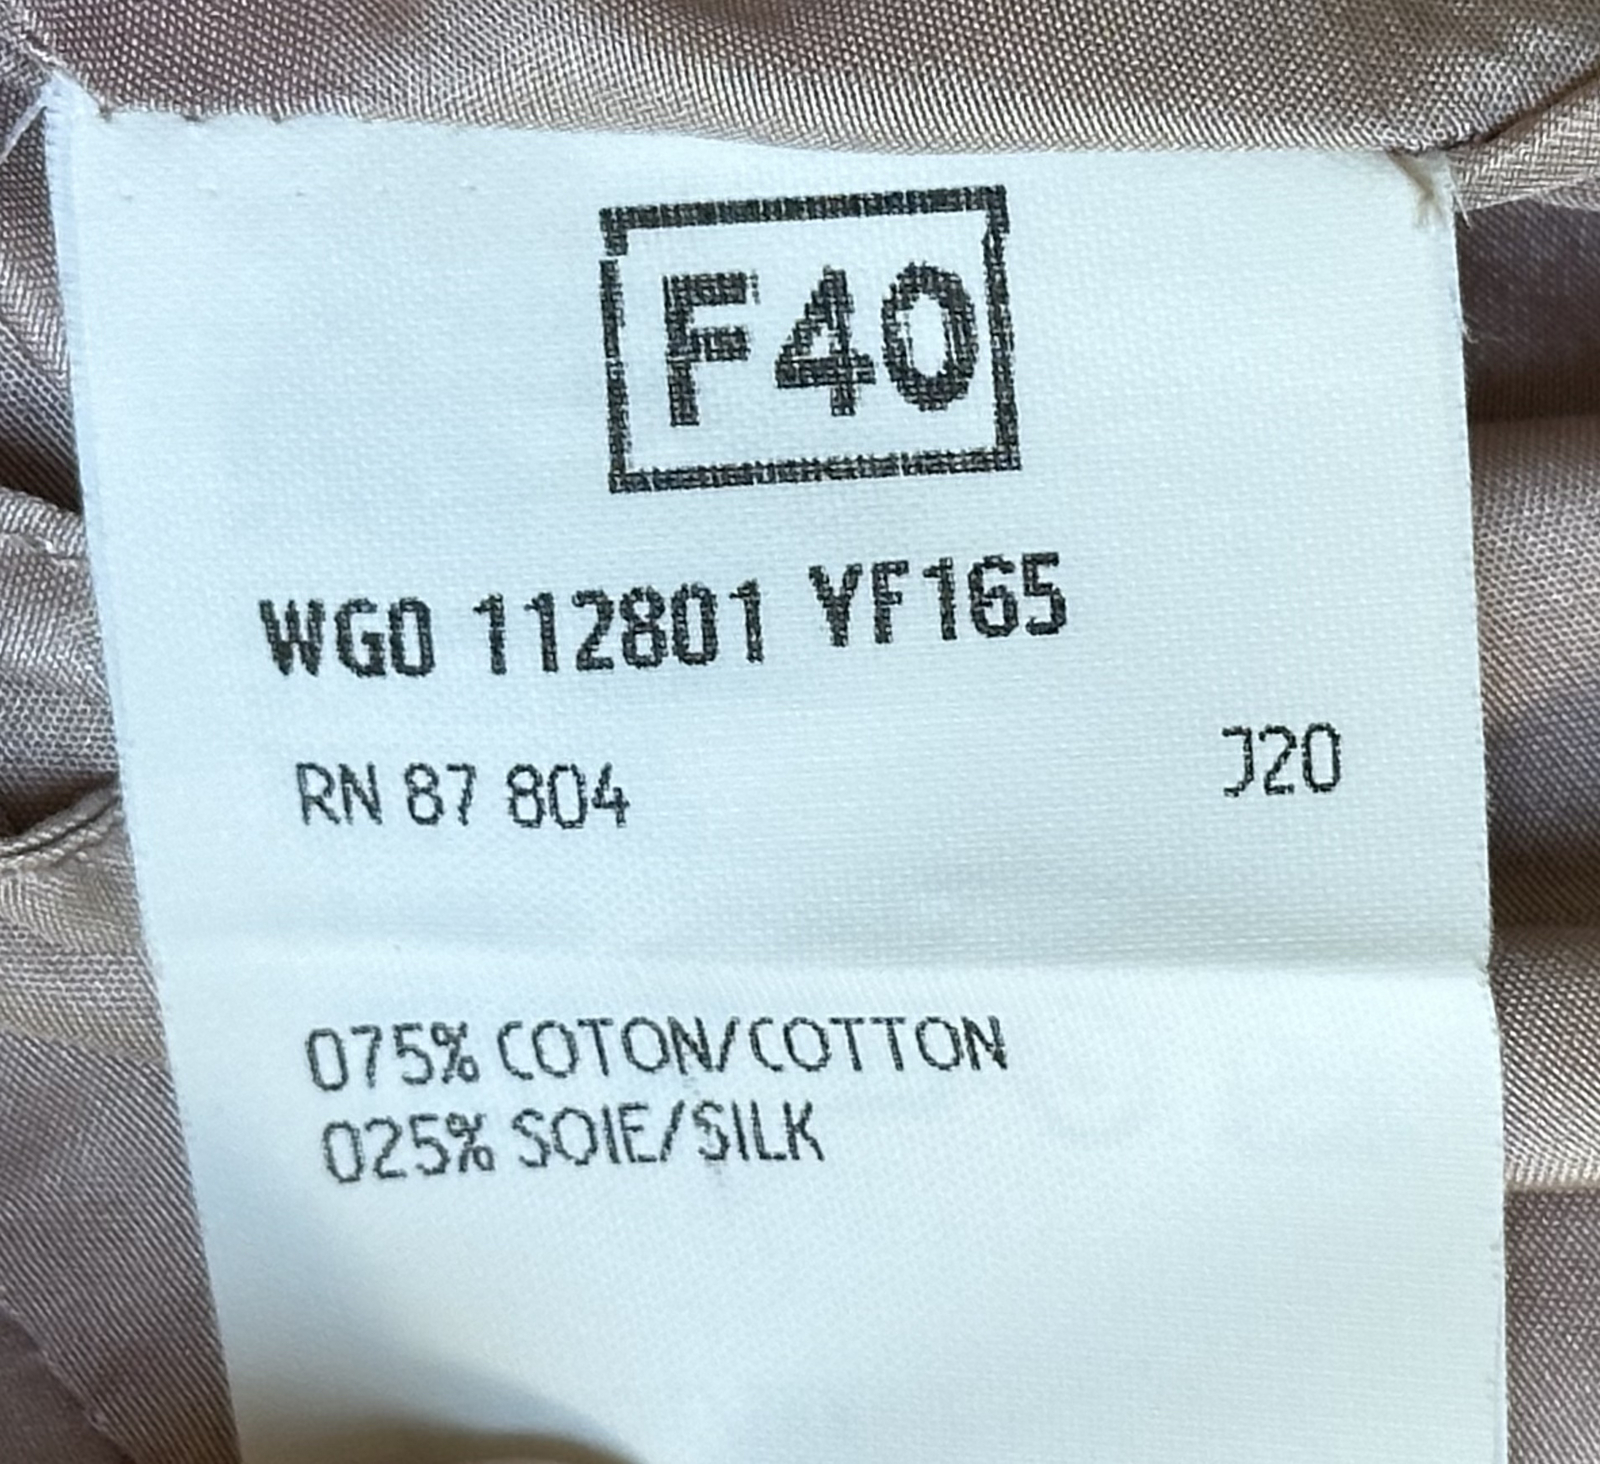 F40
WG0 112801 YF165
RN 87 804 J20
075% COTON/COTTON
025% SOIE/SILK